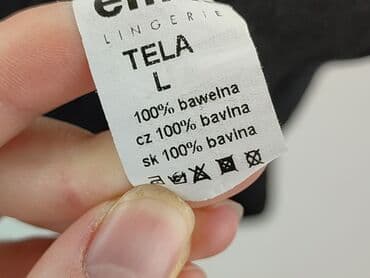 LINGERIE
TELA
L
100% bawełna
cz 100% bavlna
sk 100% bavlna